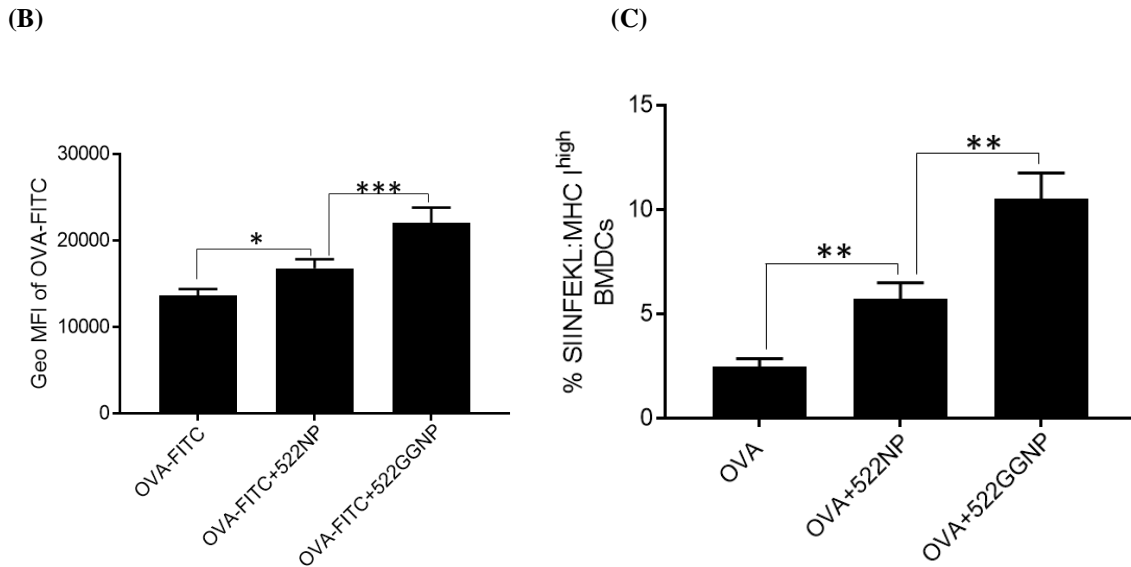 (B)
(C)
Geo MFI of OVA-FITC
30000
20000
10000
0
*
***
OVA-FITC
OVA-FITC+522NP
OVA-FITC+522GGNP
% SIINFEKL:MHC I^high
BMDCs
15
10
5
0
**
**
OVA
OVA+522NP
OVA+522GGNP